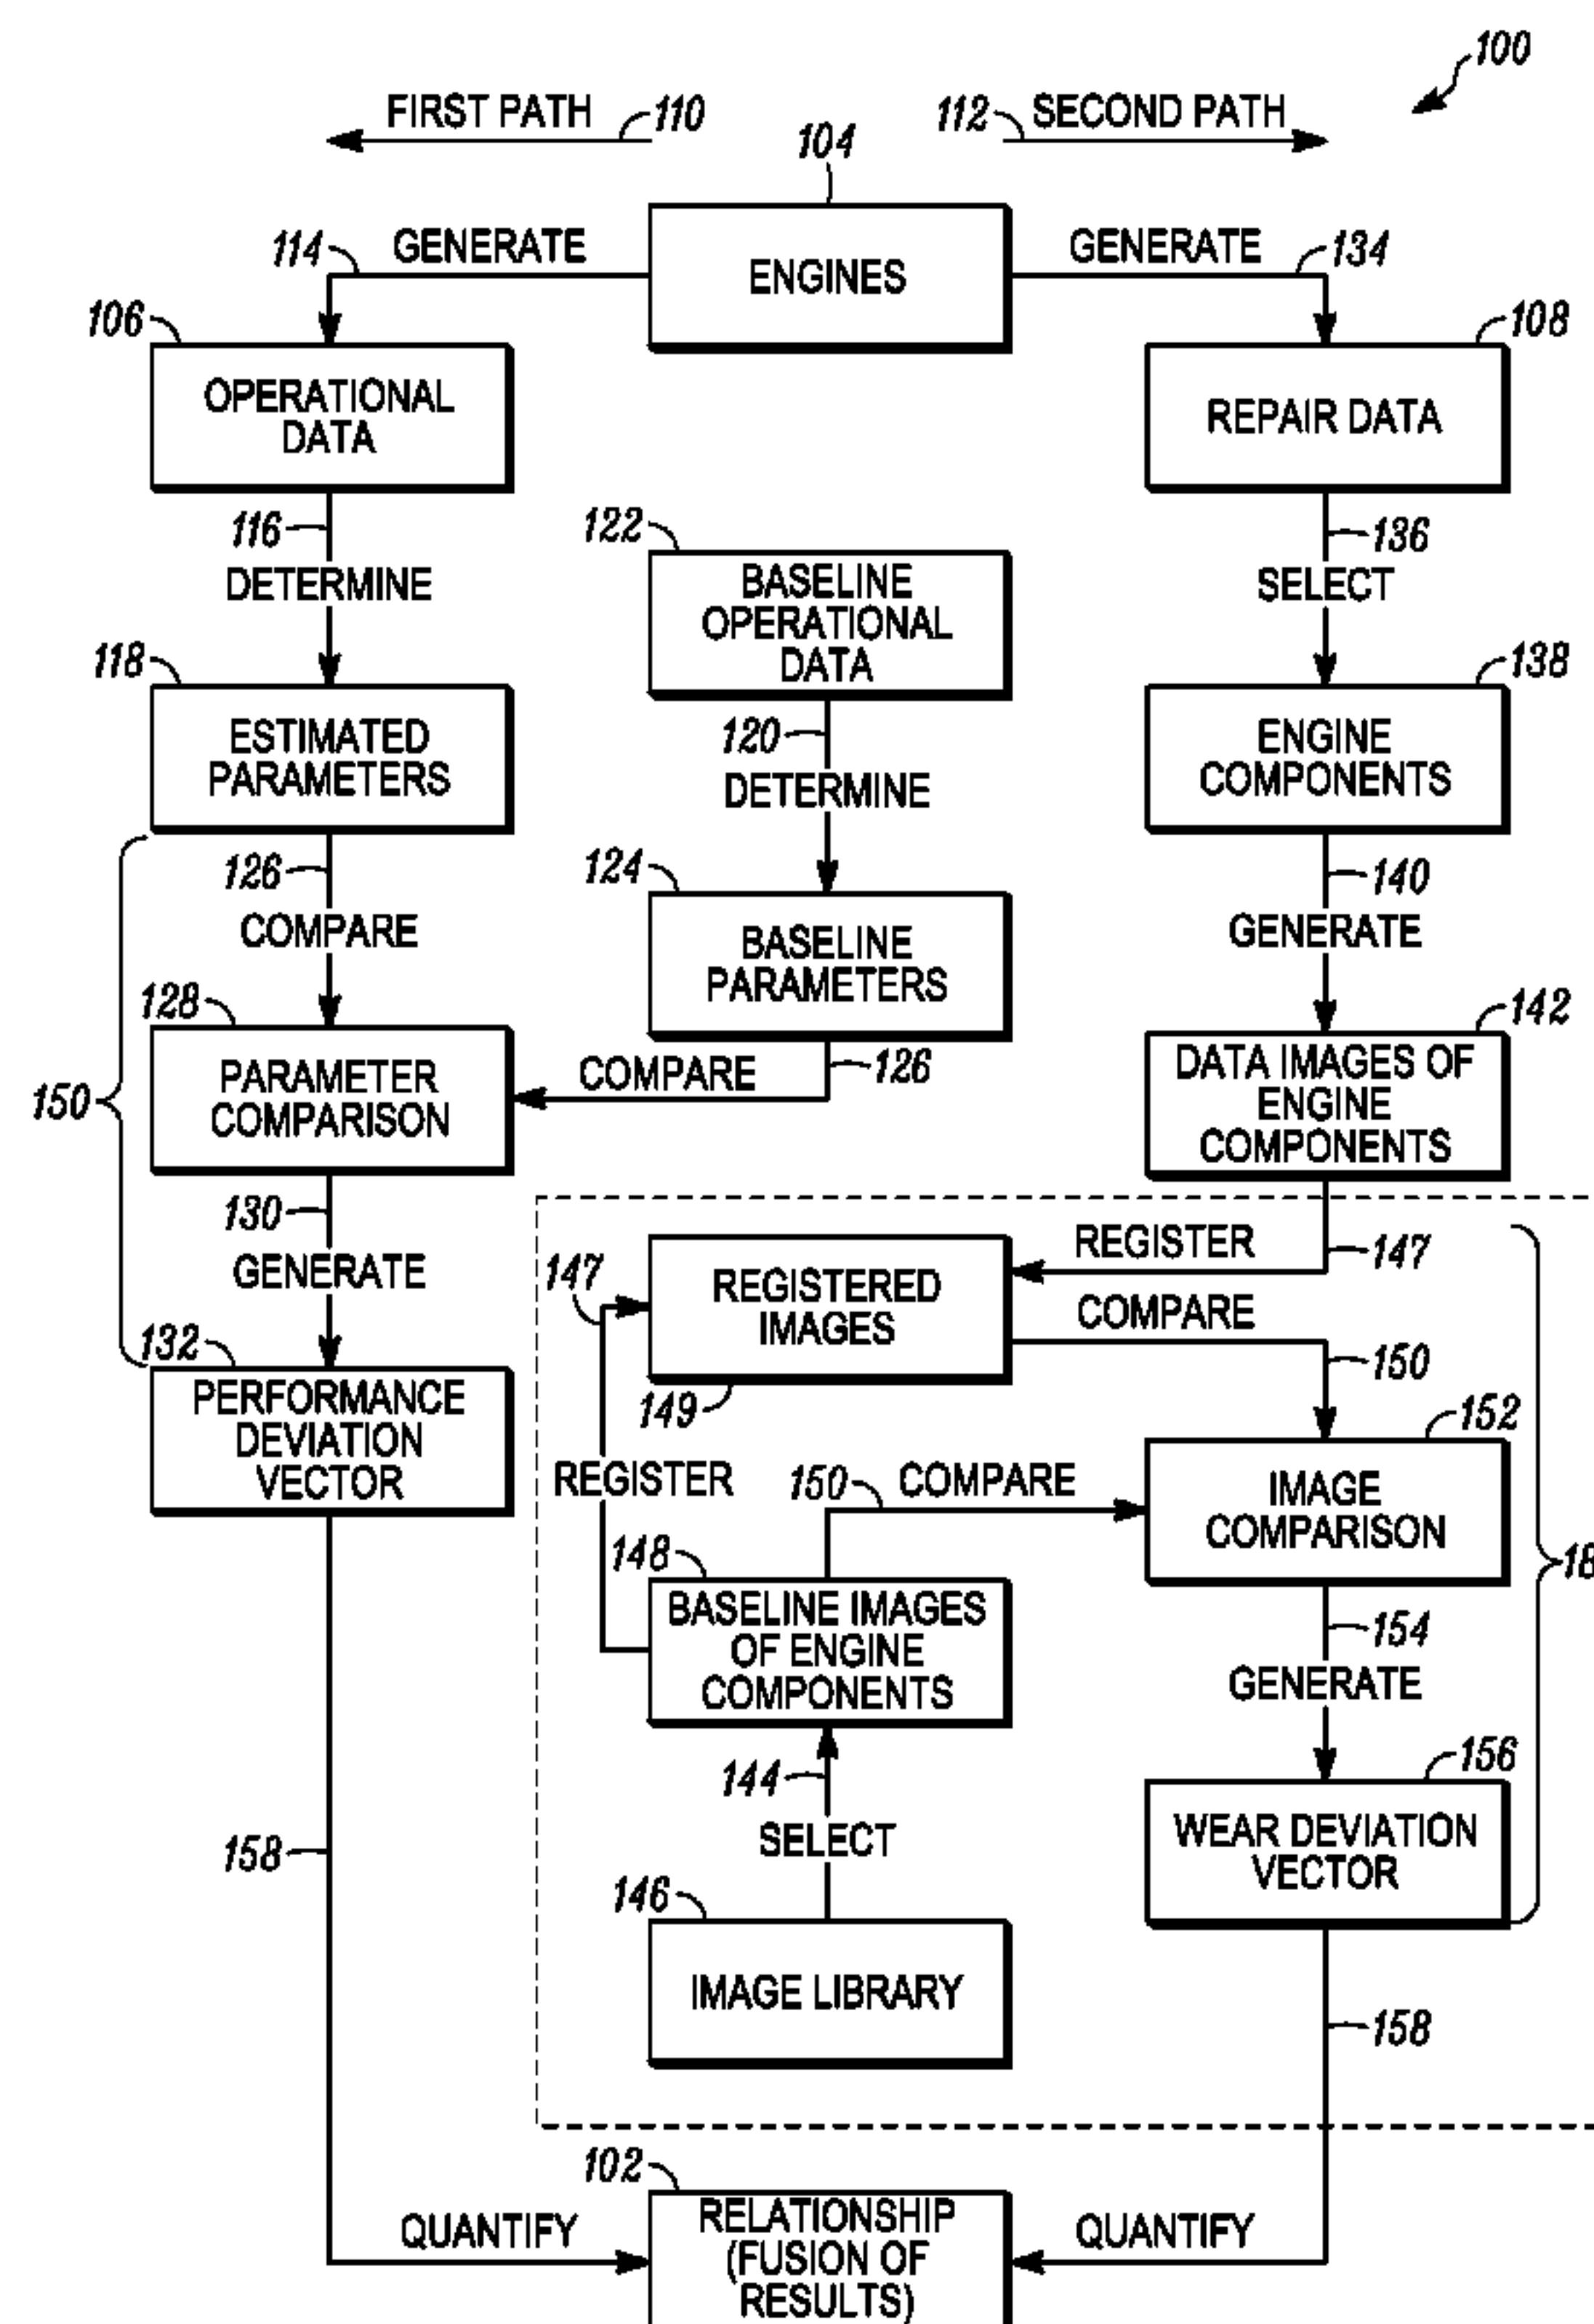 100
FIRST PATH
110
112
SECOND PATH
104
114
GENERATE
ENGINES
GENERATE
134
106
OPERATIONAL
DATA
108
REPAIR DATA
116
DETERMINE
122
BASELINE
OPERATIONAL
DATA
136
SELECT
118
ESTIMATED
PARAMETERS
120
DETERMINE
138
ENGINE
COMPONENTS
126
COMPARE
124
BASELINE
PARAMETERS
140
GENERATE
128
PARAMETER
COMPARISON
COMPARE
126
142
DATA IMAGES OF
ENGINE
COMPONENTS
150
130
GENERATE
147
REGISTERED
IMAGES
149
REGISTER
147
COMPARE
150
132
PERFORMANCE
DEVIATION
VECTOR
REGISTER
150
COMPARE
152
IMAGE
COMPARISON
148
BASELINE IMAGES
OF ENGINE
COMPONENTS
154
GENERATE
18
144
SELECT
156
WEAR DEVIATION
VECTOR
158
146
IMAGE LIBRARY
158
102
QUANTIFY
RELATIONSHIP
(FUSION OF
RESULTS)
QUANTIFY